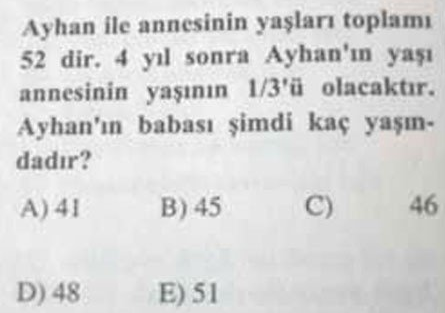 Ayhan ile annesinin yaşları toplamı
52 dir. 4 yıl sonra Ayhan'ın yaşı
annesinin yaşının 1/3'ü olacaktır.
Ayhan'ın babası şimdi kaç yaşın-
dadır?
A) 41 B) 45 C) 46
D) 48 E) 51